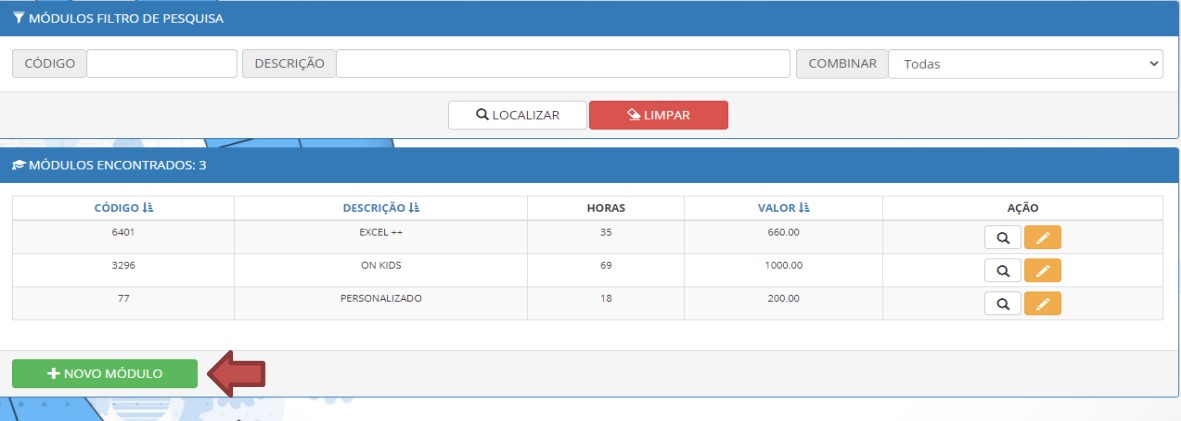 MÓDULOS FILTRO DE PESQUISA
CÓDIGO DESCRIÇÃO COMBINAR Todas
LOCALIZAR LIMPAR
MÓDULOS ENCONTRADOS: 3
CÓDIGO DESCRIÇÃO HORAS VALOR AÇÃO
6401 EXCEL ++ 35 660.00
3296 ON KIDS 69 1000.00
77 PERSONALIZADO 18 200.00
+ NOVO MÓDULO